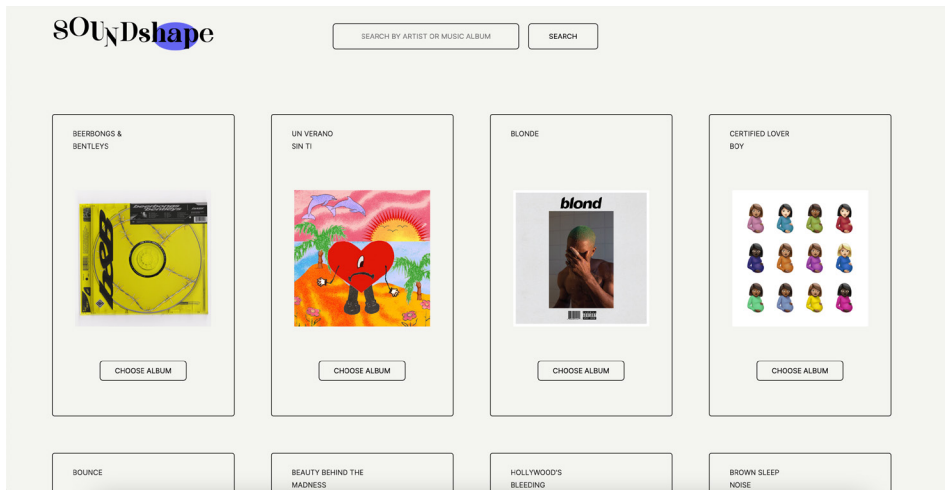 SOUNDshape
SEARCH BY ARTIST OR MUSIC ALBUM
SEARCH
BEERBONGS &
BENTLEYS
UN VERANO
SIN TI
BLONDE
CERTIFIED LOVER
BOY
blond
CHOOSE ALBUM
CHOOSE ALBUM
CHOOSE ALBUM
CHOOSE ALBUM
BOUNCE
BEAUTY BEHIND THE
MADNESS
HOLLYWOOD'S
BLEEDING
BROWN SLEEP
NOISE